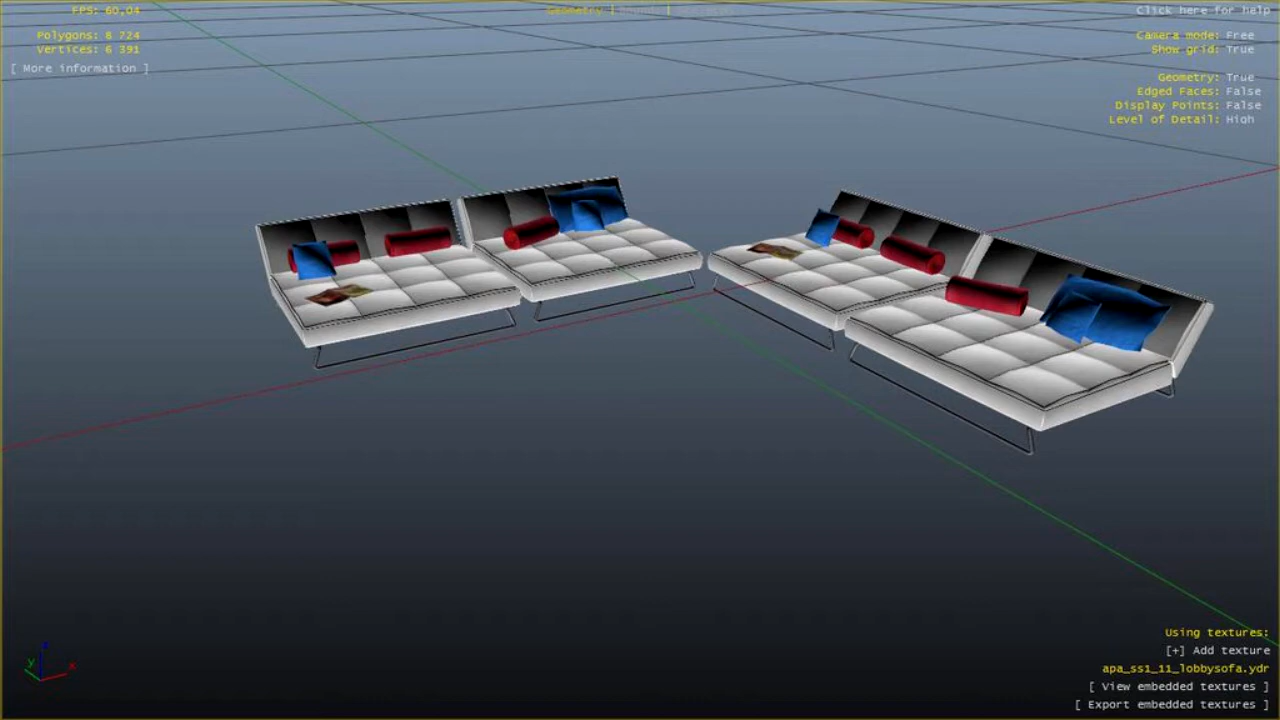 FPS: 60,04
Polygons: 8 724
Vertices: 6 391
[ More information ]
Geometry |
Click here for help
Camera mode: Free
Show grid: True
Geometry: True
Edged Faces: False
Display Points: False
Level of Detail: High
z
y
x
Using textures:
[+] Add texture
apa_ss1_11_lobbysofa.ydr
[ View embedded textures ]
[ Export embedded textures ]